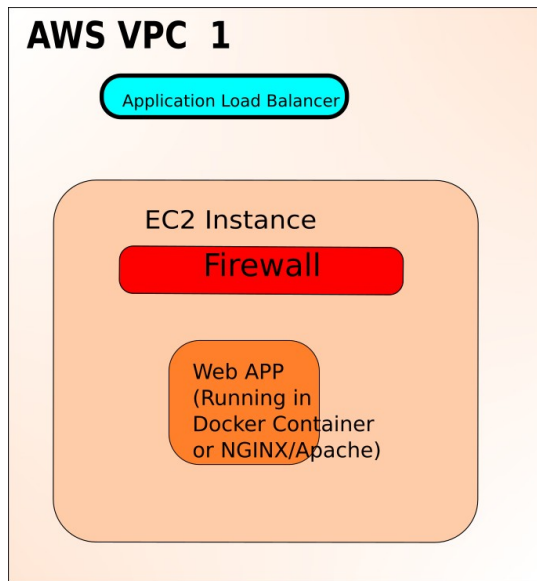 AWS VPC 1
Application Load Balancer
EC2 Instance
Firewall
Web APP
(Running in
Docker Container
or NGINX/Apache)